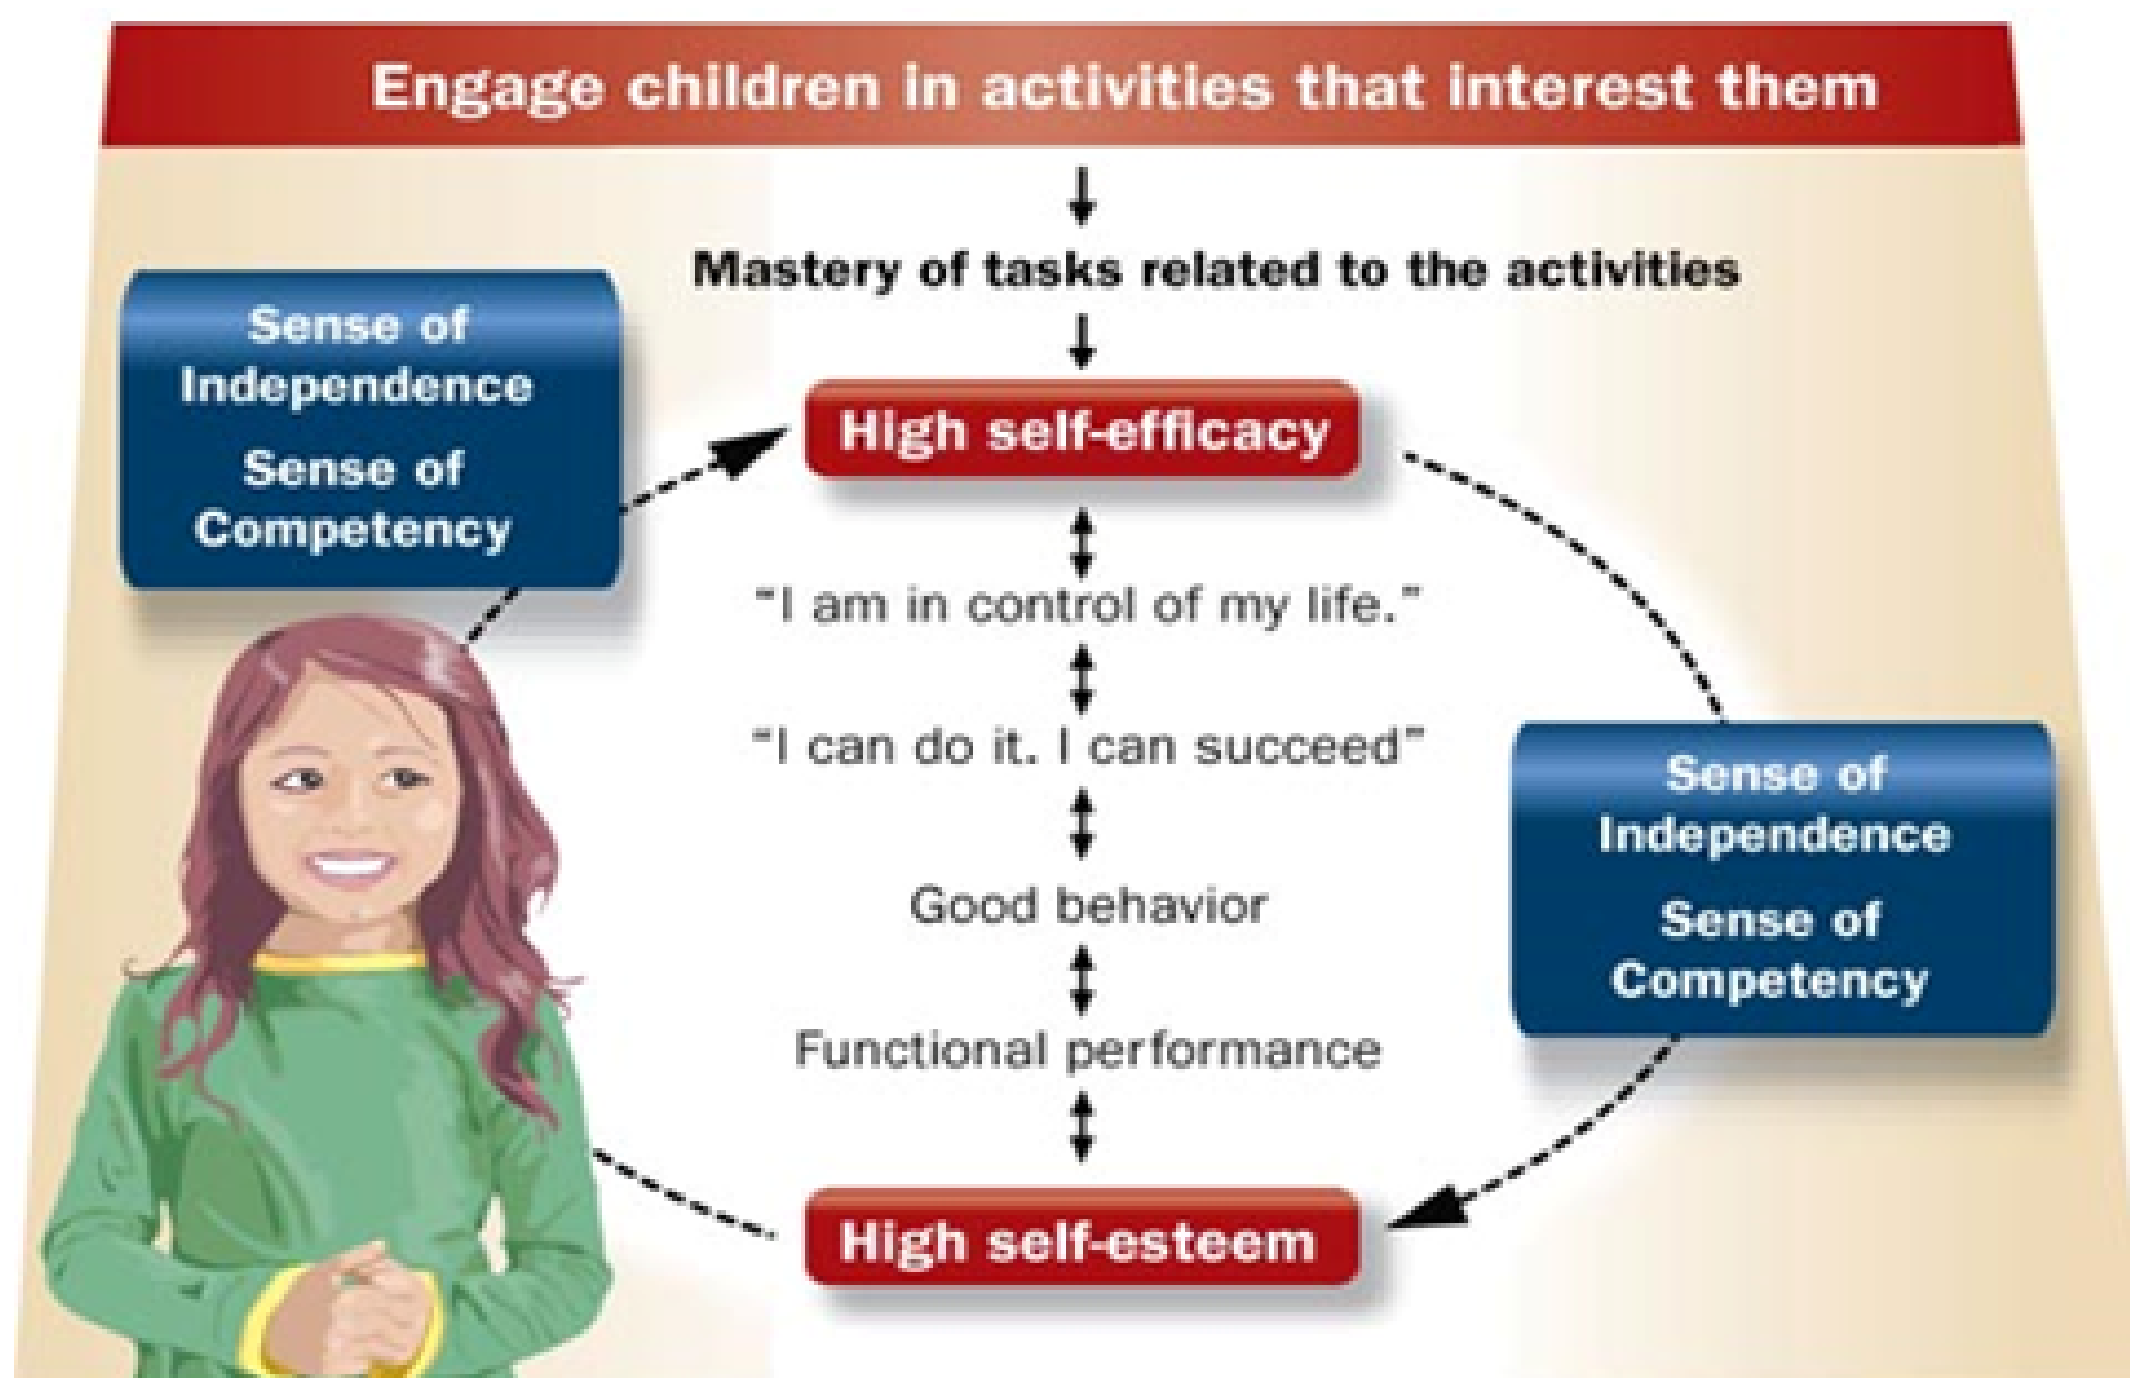 Engage children in activities that interest them
Mastery of tasks related to the activities
Sense of
Independence
Sense of
Competency
High self-efficacy
“I am in control of my life.”
“I can do it. I can succeed”
Sense of
Independence
Sense of
Competency
Good behavior
Functional performance
High self-esteem